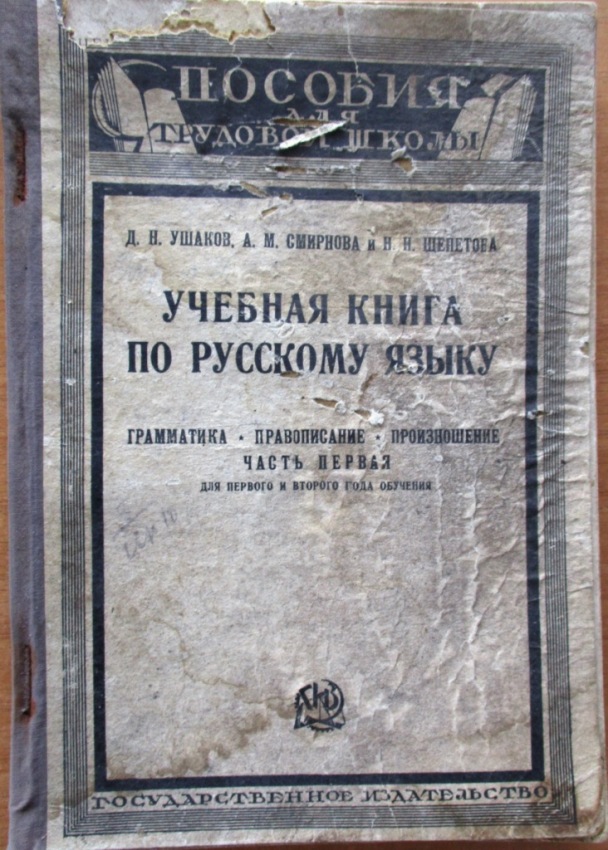 ПОСОБИЯ
ДЛЯ
ТРУДОВОЙ ШКОЛЫ
Д. Н. УШАКОВ, А. М. СМИРНОВА и Н. Н. ЩЕПЕТОВА
УЧЕБНАЯ КНИГА
ПО РУССКОМУ ЯЗЫКУ
ГРАММАТИКА • ПРАВОПИСАНИЕ • ПРОИЗНОШЕНИЕ
ЧАСТЬ ПЕРВАЯ
ДЛЯ ПЕРВОГО И ВТОРОГО ГОДА ОБУЧЕНИЯ
ГОСУДАРСТВЕННОЕ ИЗДАТЕЛЬСТВО